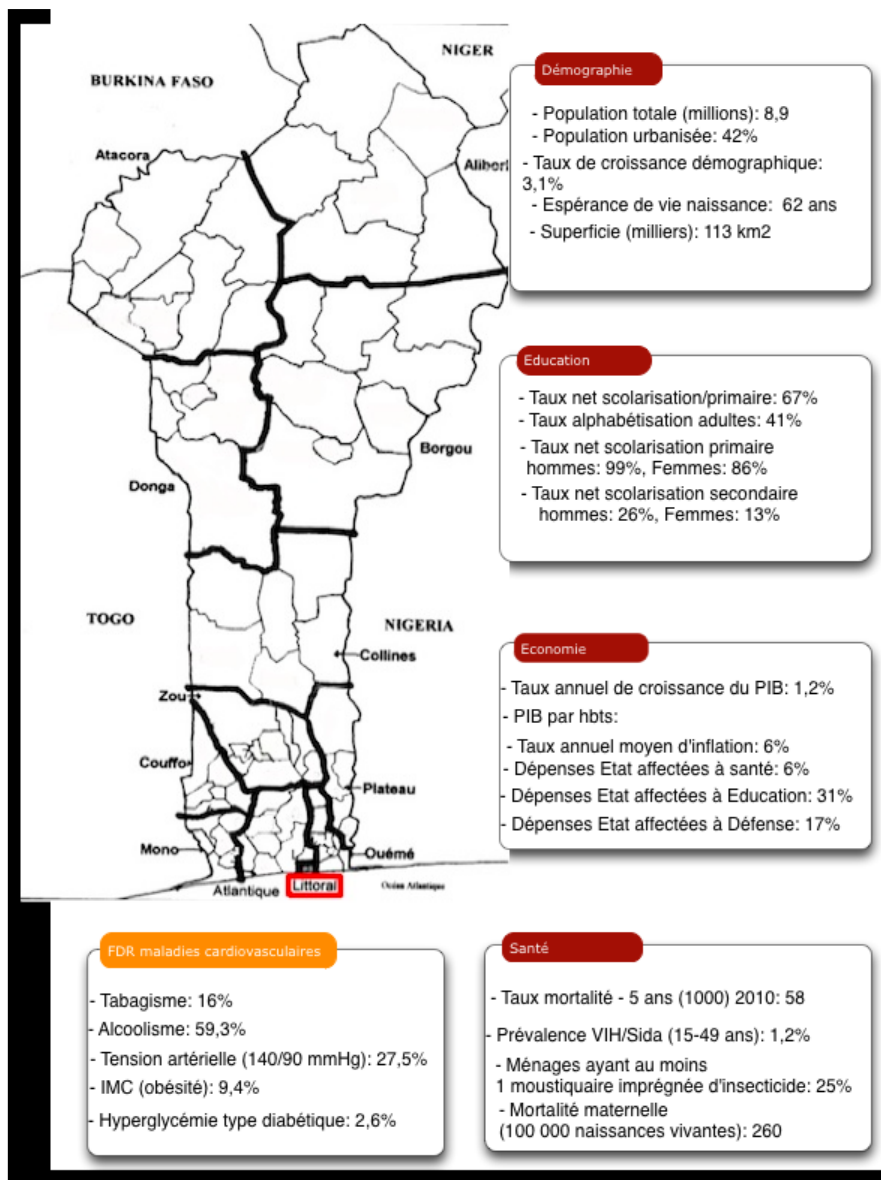 NIGER
BURKINA FASO
Atacora
Alibori
Borgou
Donga
TOGO
NIGERIA
Collines
Zou
Couffo
Plateau
Mono
Ouémé
Atlantique
Littoral
Océan Atlantique
Démographie
- Population totale (millions): 8,9
- Population urbanisée: 42%
- Taux de croissance démographique:
3,1%
- Espérance de vie naissance: 62 ans
- Superficie (milliers): 113 km2
Education
- Taux net scolarisation/primaire: 67%
- Taux alphabétisation adultes: 41%
- Taux net scolarisation primaire
hommes: 99%, Femmes: 86%
- Taux net scolarisation secondaire
hommes: 26%, Femmes: 13%
Economie
- Taux annuel de croissance du PIB: 1,2%
- PIB par hbts:
- Taux annuel moyen d'inflation: 6%
- Dépenses Etat affectées à santé: 6%
- Dépenses Etat affectées à Education: 31%
- Dépenses Etat affectées à Défense: 17%
FDR maladies cardiovasculaires
- Tabagisme: 16%
- Alcoolisme: 59,3%
- Tension artérielle (140/90 mmHg): 27,5%
- IMC (obésité): 9,4%
- Hyperglycémie type diabétique: 2,6%
Santé
- Taux mortalité - 5 ans (1000) 2010: 58
- Prévalence VIH/Sida (15-49 ans): 1,2%
- Ménages ayant au moins
1 moustiquaire imprégnée d'insecticide: 25%
- Mortalité maternelle
(100 000 naissances vivantes): 260